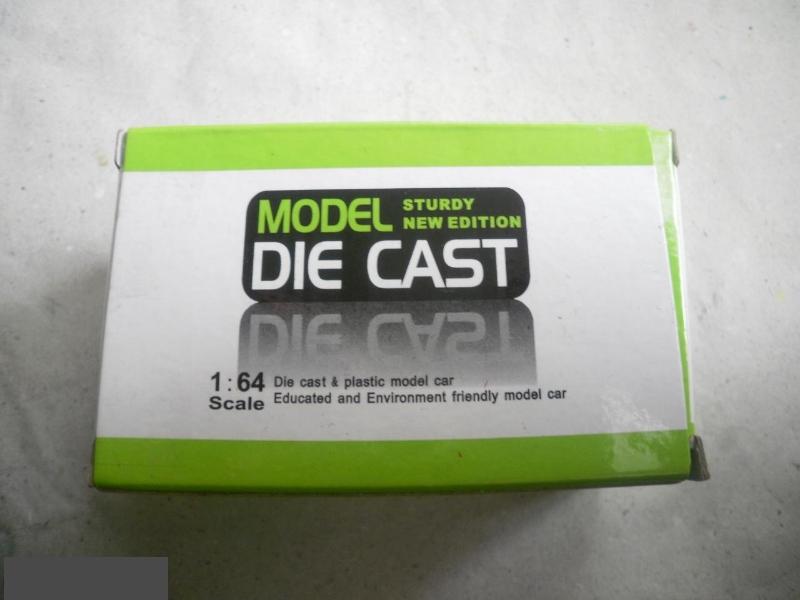 MODEL STURDY
NEW EDITION
DIE CAST
1:64 Die cast & plastic model car
Scale Educated and Environment friendly model car